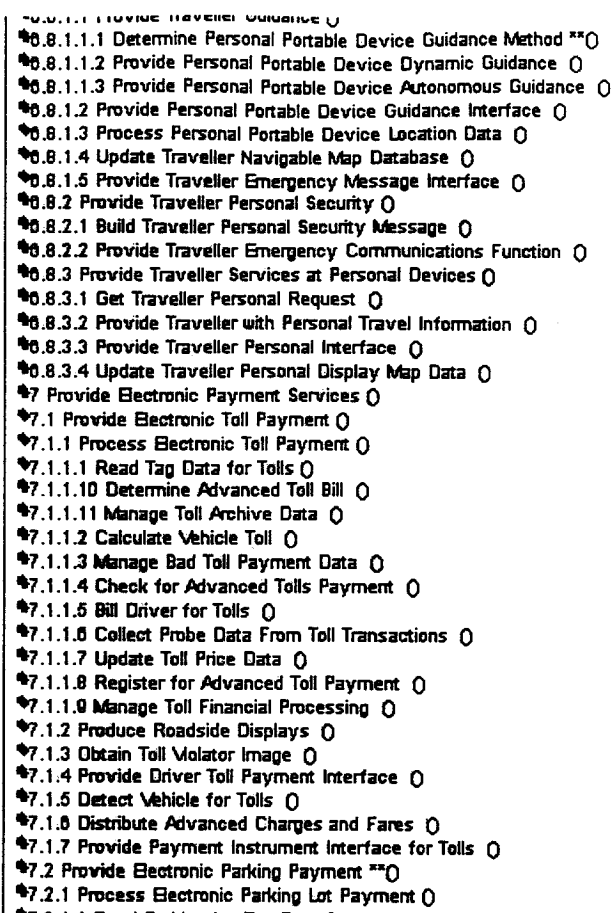 6.8.1.1 Provide Traveller Guidance ()
6.8.1.1.1 Determine Personal Portable Device Guidance Method **()
6.8.1.1.2 Provide Personal Portable Device Dynamic Guidance ()
6.8.1.1.3 Provide Personal Portable Device Autonomous Guidance ()
6.8.1.2 Provide Personal Portable Device Guidance Interface ()
6.8.1.3 Process Personal Portable Device Location Data ()
6.8.1.4 Update Traveller Navigable Map Database ()
6.8.1.5 Provide Traveller Emergency Message Interface ()
6.8.2 Provide Traveller Personal Security ()
6.8.2.1 Build Traveller Personal Security Message ()
6.8.2.2 Provide Traveller Emergency Communications Function ()
6.8.3 Provide Traveller Services at Personal Devices ()
6.8.3.1 Get Traveller Personal Request ()
6.8.3.2 Provide Traveller with Personal Travel Information ()
6.8.3.3 Provide Traveller Personal Interface ()
6.8.3.4 Update Traveller Personal Display Map Data ()
7 Provide Electronic Payment Services ()
7.1 Provide Electronic Toll Payment ()
7.1.1 Process Electronic Toll Payment ()
7.1.1.1 Read Tag Data for Tolls ()
7.1.1.10 Determine Advanced Toll Bill ()
7.1.1.11 Manage Toll Archive Data ()
7.1.1.2 Calculate Vehicle Toll ()
7.1.1.3 Manage Bad Toll Payment Data ()
7.1.1.4 Check for Advanced Tolls Payment ()
7.1.1.5 Bill Driver for Tolls ()
7.1.1.6 Collect Probe Data From Toll Transactions ()
7.1.1.7 Update Toll Price Data ()
7.1.1.8 Register for Advanced Toll Payment ()
7.1.1.9 Manage Toll Financial Processing ()
7.1.2 Produce Roadside Displays ()
7.1.3 Obtain Toll Violator Image ()
7.1.4 Provide Driver Toll Payment Interface ()
7.1.5 Detect Vehicle for Tolls ()
7.1.6 Distribute Advanced Charges and Fares ()
7.1.7 Provide Payment Instrument Interface for Tolls ()
7.2 Provide Electronic Parking Payment **()
7.2.1 Process Electronic Parking Lot Payment ()